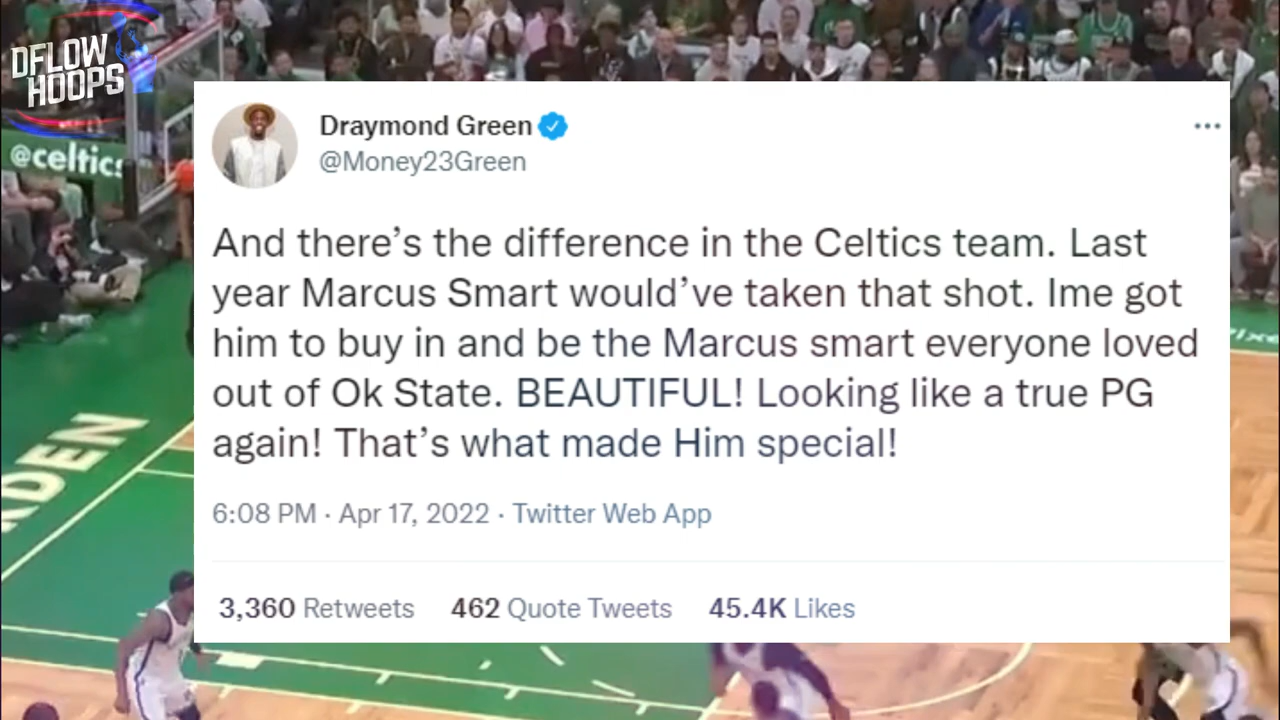 DFLOW
HOOPS
@celtics
Draymond Green
@Money23Green
And there’s the difference in the Celtics team. Last
year Marcus Smart would’ve taken that shot. Ime got
him to buy in and be the Marcus smart everyone loved
out of Ok State. BEAUTIFUL! Looking like a true PG
again! That’s what made Him special!
6:08 PM · Apr 17, 2022 · Twitter Web App
3,360 Retweets 462 Quote Tweets 45.4K Likes